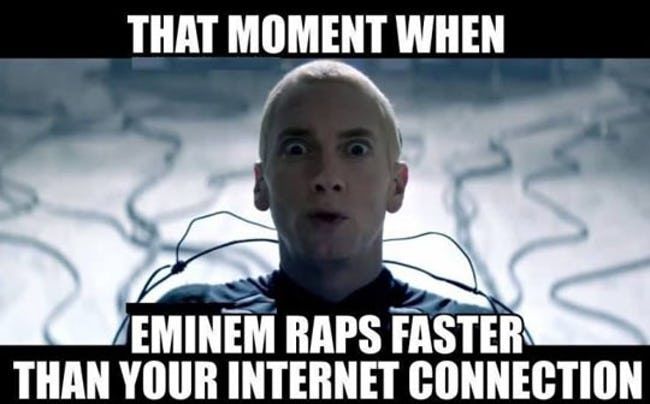 THAT MOMENT WHEN
EMINEM RAPS FASTER
THAN YOUR INTERNET CONNECTION